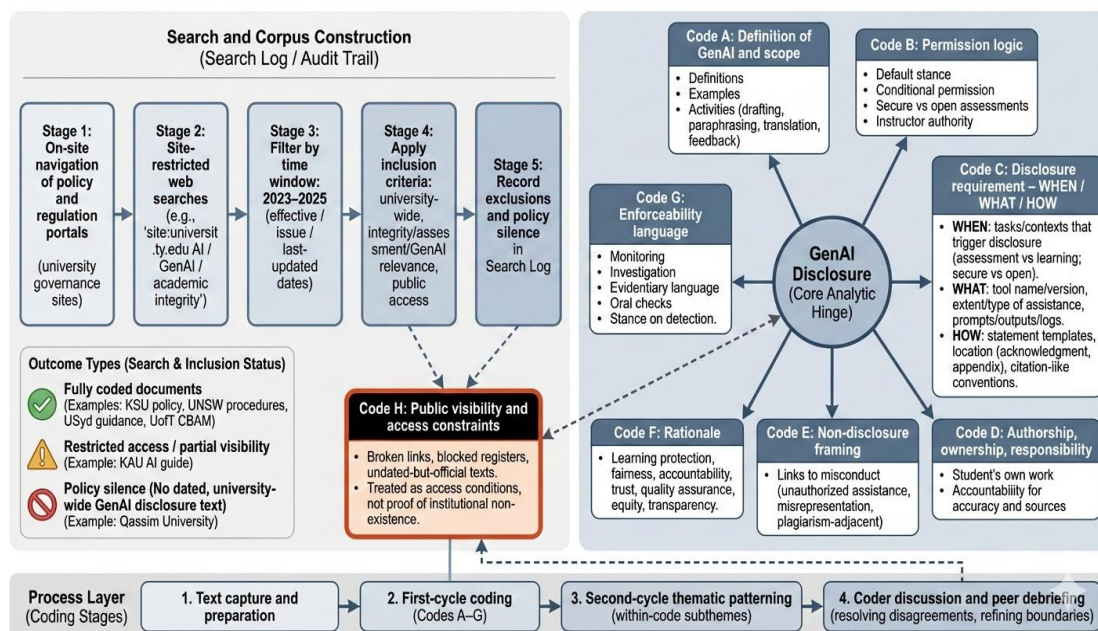 Search and Corpus Construction
(Search Log / Audit Trail)
Stage 1:
On-site
navigation
of policy
and
regulation
portals
(university
governance
sites)
Stage 2:
Site-
restricted
web
searches
(e.g.,
'site:universit
.ty.edu AI /
GenAI /
academic
integrity')
Stage 3:
Filter by
time
window:
2023–2025
(effective /
issue /
last-
updated
dates)
Stage 4:
Apply
inclusion
criteria:
university-
wide,
integrity/asses
sment/GenAI
relevance,
public
access
Stage 5:
Record
exclusions
and policy
silence
in
Search Log
Outcome Types (Search & Inclusion Status)
Fully coded documents
(Examples: KSU policy, UNSW procedures,
USyd guidance, UofT CBAM)
Restricted access / partial visibility
(Example: KAU AI guide)
Policy silence (No dated, university-
wide GenAI disclosure text)
(Example: Qassim University)
Code H: Public visibility and
access constraints
• Broken links, blocked registers,
undated-but-official texts.
• Treated as access conditions,
not proof of institutional non-
existence.
Code A: Definition of
GenAI and scope
• Definitions
• Examples
• Activities (drafting,
paraphrasing, translation,
feedback)
Code B: Permission logic
• Default stance
• Conditional permission
• Secure vs open assessments
• Instructor authority
Code G:
Enforceability
language
• Monitoring
• Investigation
• Evidentiary language
• Oral checks
• Stance on detection.
GenAI
Disclosure
(Core Analytic
Hinge)
Code C: Disclosure
requirement – WHEN /
WHAT / HOW
• WHEN: tasks/contexts that
trigger disclosure
(assessment vs learning;
secure vs open).
• WHAT: tool name/version,
extent/type of assistance,
prompts/outputs/logs.
• HOW: statement templates,
location (acknowledgment,
appendix), citation-like
conventions.
Code F: Rationale
• Learning protection,
fairness, accountability,
trust, quality assurance,
equity, transparency.
Code E: Non-disclosure
framing
• Links to misconduct
(unauthorized assistance,
misrepresentation,
plagiarism-adjacent)
Code D: Authorship,
ownership, responsibility
• Student's own work
• Accountability for
accuracy and sources
Process Layer
(Coding Stages)
1. Text capture and
preparation
2. First-cycle coding
(Codes A–G)
3. Second-cycle thematic patterning
(within-code subthemes)
4. Coder discussion and peer debriefing
(resolving disagreements, refining boundaries)